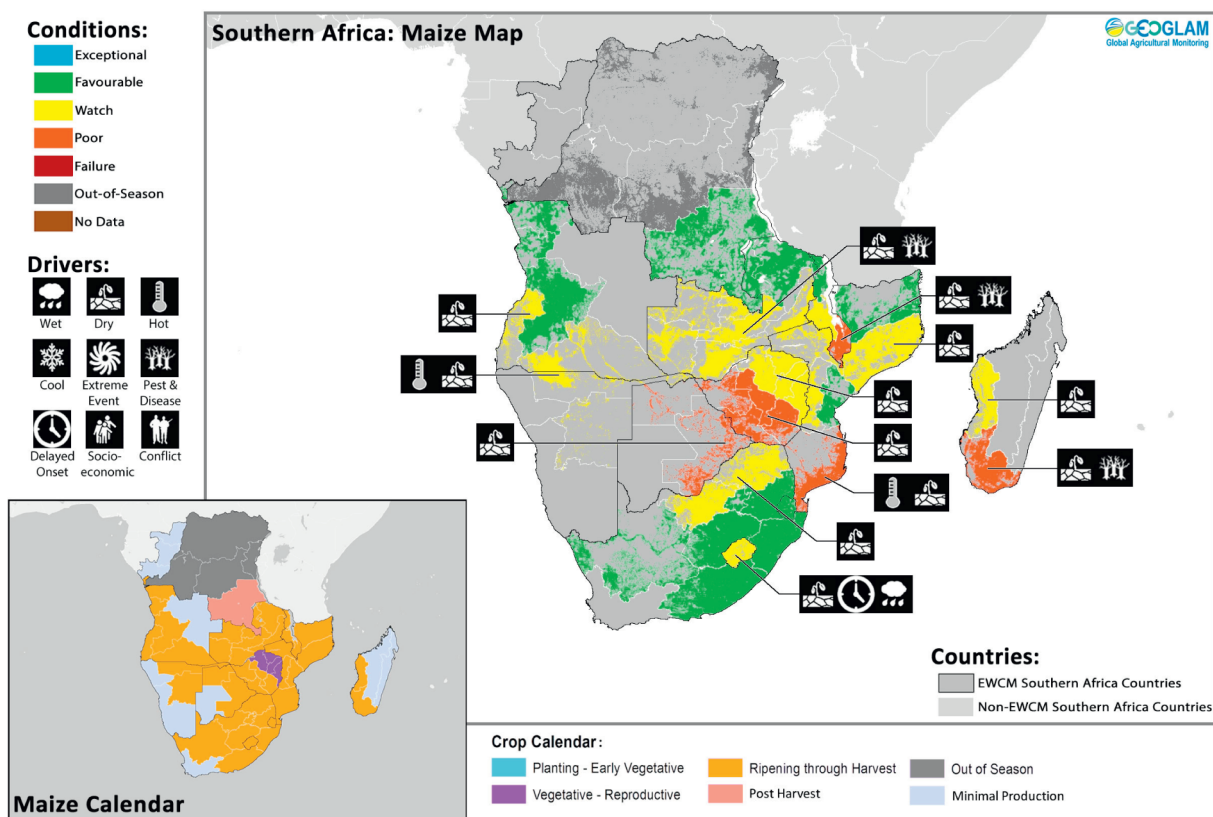 Conditions:
Exceptional
Favourable
Watch
Poor
Failure
Out-of-Season
No Data
Drivers:
Wet
Dry
Hot
Cool
Extreme
Event
Pest &
Disease
Delayed
Onset
Socio-
economic
Conflict
Southern Africa: Maize Map
GEOGLAM
Global Agricultural Monitoring
Countries:
EWCM Southern Africa Countries
Non-EWCM Southern Africa Countries
Maize Calendar
Crop Calendar:
Planting - Early Vegetative
Vegetative - Reproductive
Ripening through Harvest
Post Harvest
Out of Season
Minimal Production